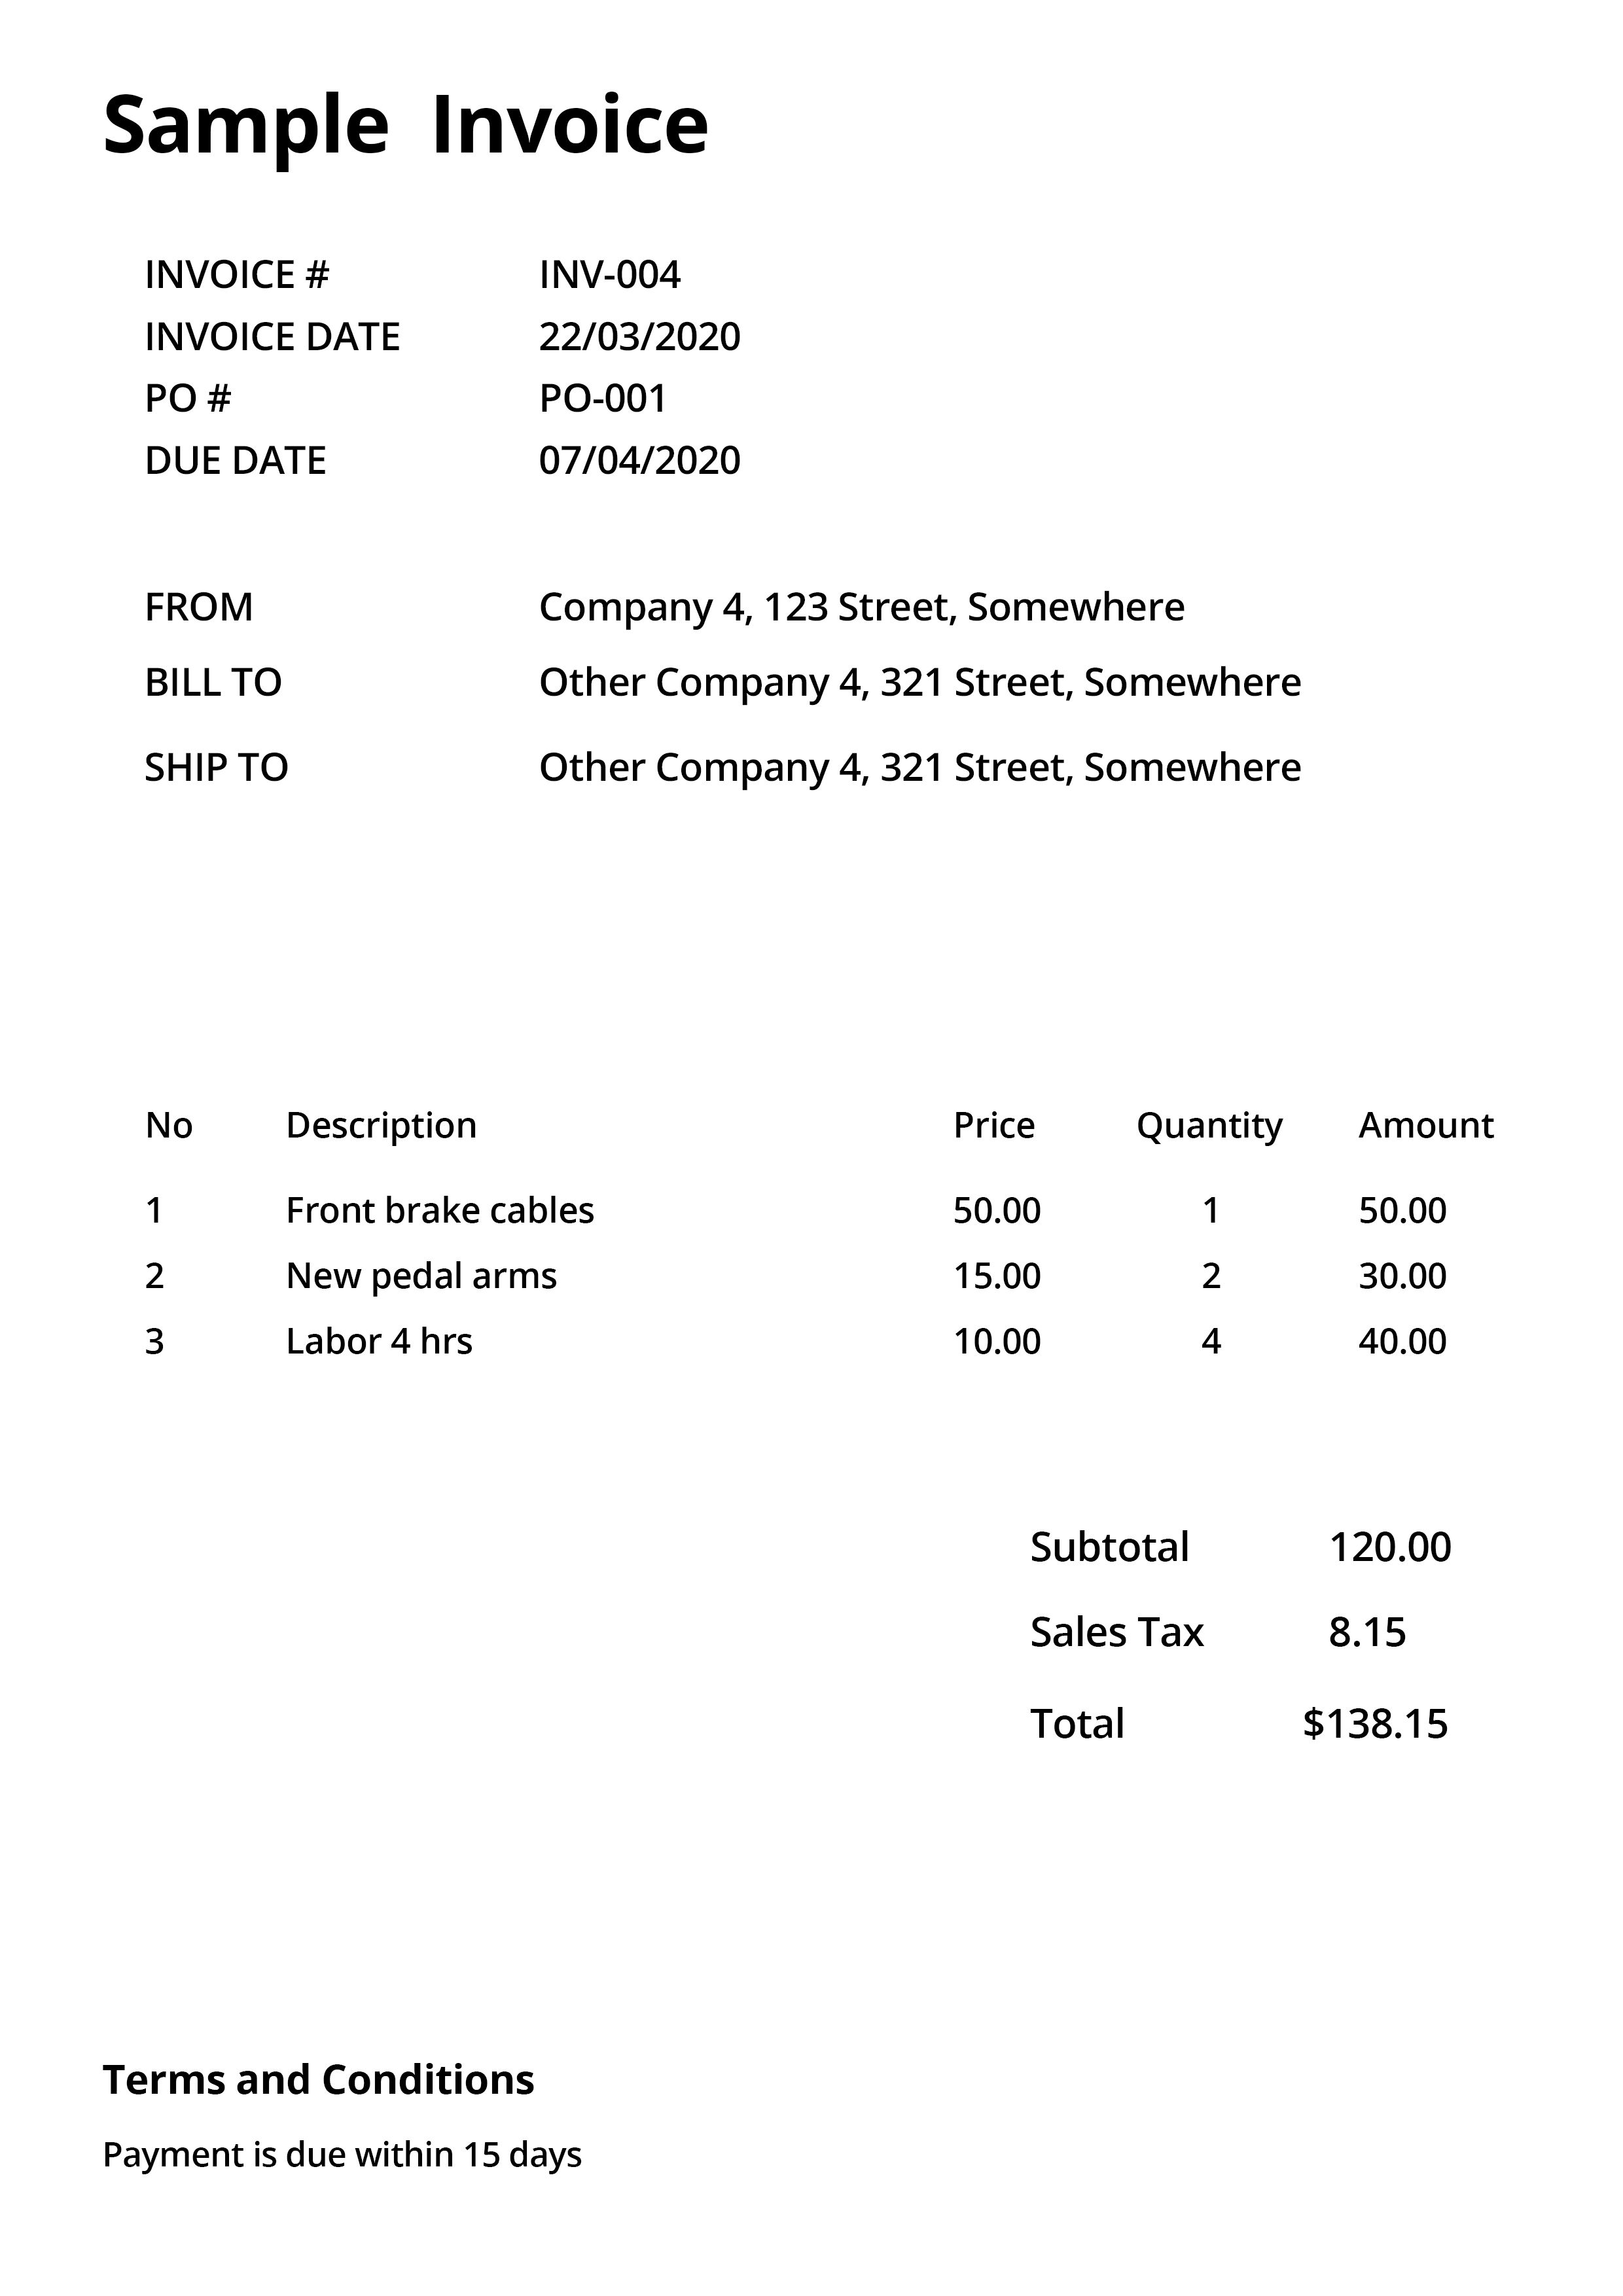 Sample Invoice
INVOICE # INV-004
INVOICE DATE 22/03/2020
PO # PO-001
DUE DATE 07/04/2020
FROM Company 4, 123 Street, Somewhere
BILL TO Other Company 4, 321 Street, Somewhere
SHIP TO Other Company 4, 321 Street, Somewhere
No Description Price Quantity Amount
1 Front brake cables 50.00 1 50.00
2 New pedal arms 15.00 2 30.00
3 Labor 4 hrs 10.00 4 40.00
Subtotal 120.00
Sales Tax 8.15
Total $138.15
Terms and Conditions
Payment is due within 15 days